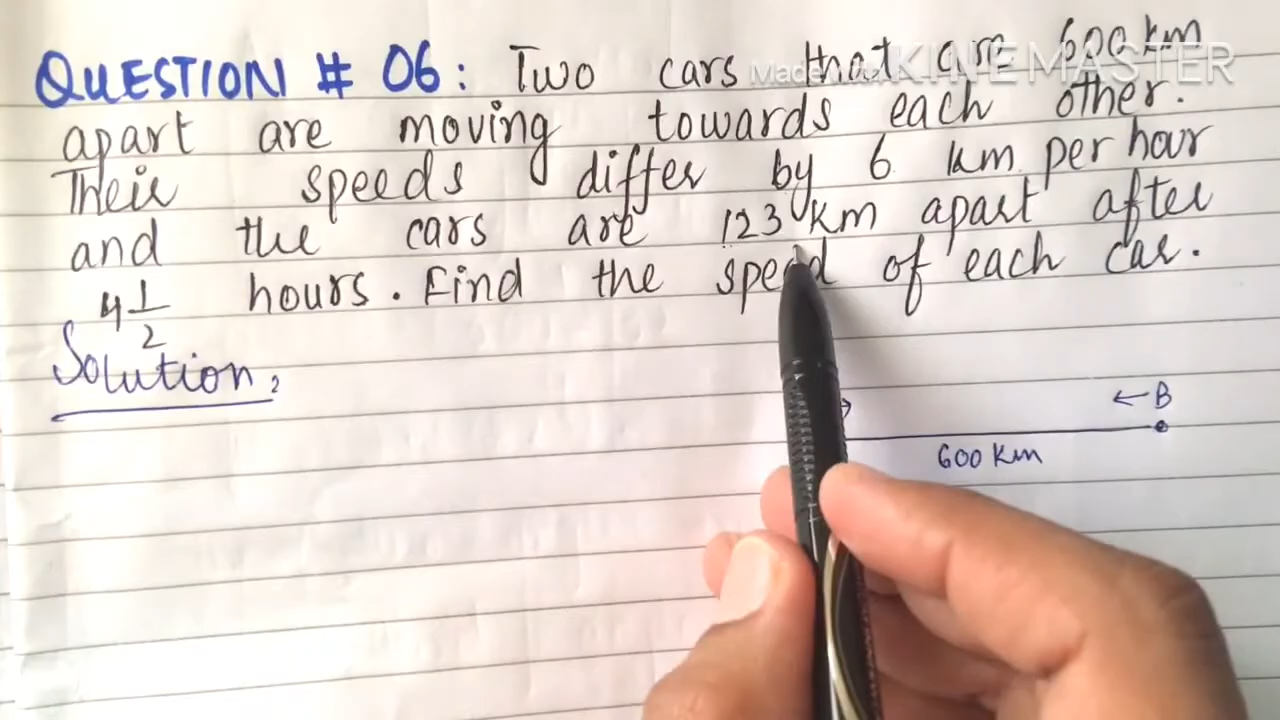 QUESTION # 06 : Two cars that are 600 km
Made with KINEMASTER
apart are moving towards each other.
Their speeds differ by 6 km per hour
and the cars are 123 km apart after
4 1/2 hours. Find the speed of each car.
Solution,
← B
600 Km